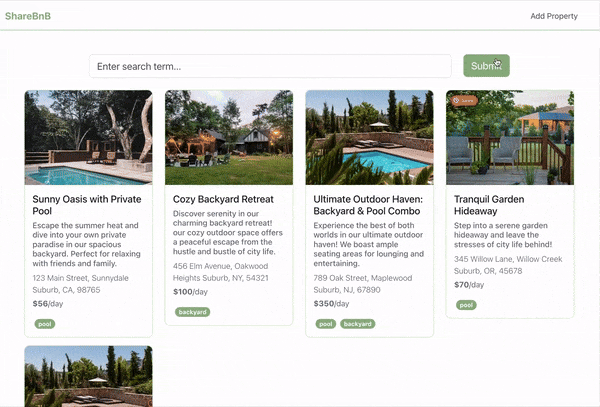 ShareBnB
Add Property
Enter search term...
Submit
Sunny Oasis with Private
Pool
Escape the summer heat and
dive into your own private
paradise in our spacious
backyard. Perfect for relaxing
with friends and family.
123 Main Street, Sunnydale
Suburb, CA, 98765
$56/day
pool
Cozy Backyard Retreat
Discover serenity in our
charming backyard retreat!
our cozy outdoor space offers
a peaceful escape from the
hustle and bustle of city life.
456 Elm Avenue, Oakwood
Heights Suburb, NY, 54321
$100/day
backyard
Ultimate Outdoor Haven:
Backyard & Pool Combo
Experience the best of both
worlds in our ultimate outdoor
haven! We boast ample
seating areas for lounging and
entertaining.
789 Oak Street, Maplewood
Suburb, NJ, 67890
$350/day
pool
backyard
Tranquil Garden
Hideaway
Step into a serene garden
hideaway and leave the
stresses of city life behind!
345 Willow Lane, Willow Creek
Suburb, OR, 45678
$70/day
pool